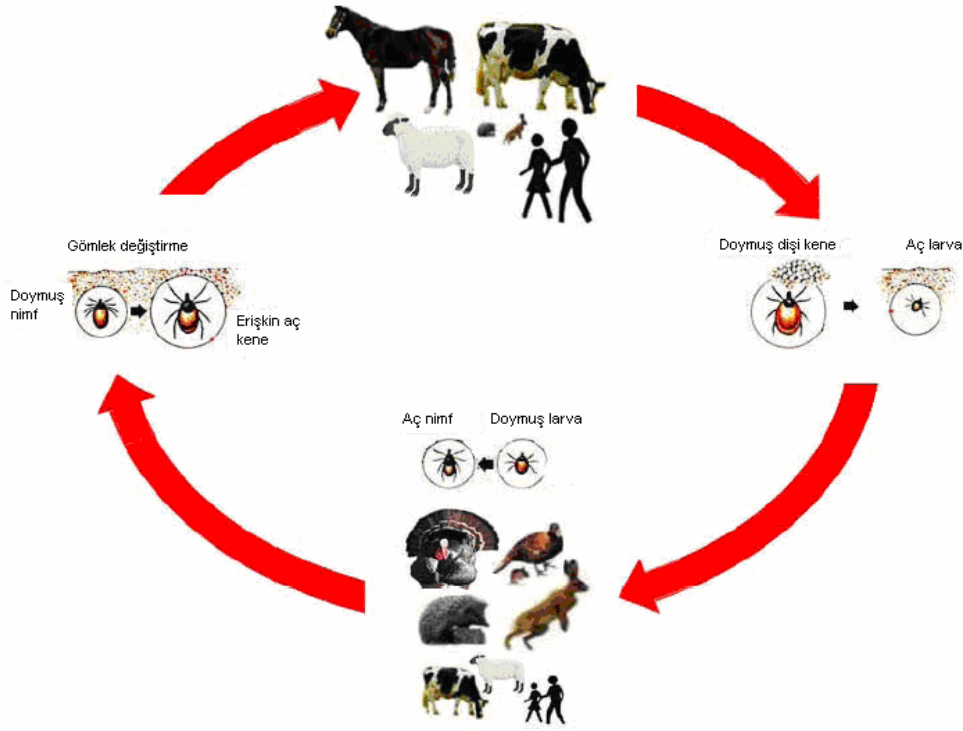 Gömlek değiştirme
Doymuş
nimf
Erişkin aç
kene
Doymuş dişi kene
Aç larva
Aç nimf
Doymuş larva